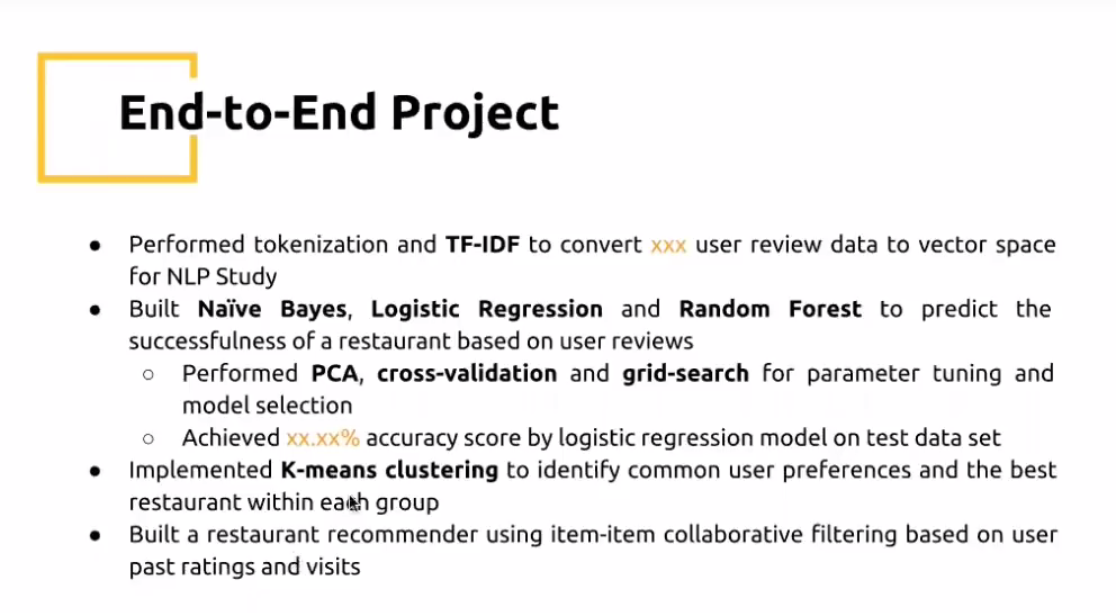 End-to-End Project
● Performed tokenization and TF-IDF to convert xxx user review data to vector space
for NLP Study
● Built Naïve Bayes, Logistic Regression and Random Forest to predict the
successfulness of a restaurant based on user reviews
○ Performed PCA, cross-validation and grid-search for parameter tuning and
model selection
○ Achieved xx.xx% accuracy score by logistic regression model on test data set
● Implemented K-means clustering to identify common user preferences and the best
restaurant within each group
● Built a restaurant recommender using item-item collaborative filtering based on user
past ratings and visits